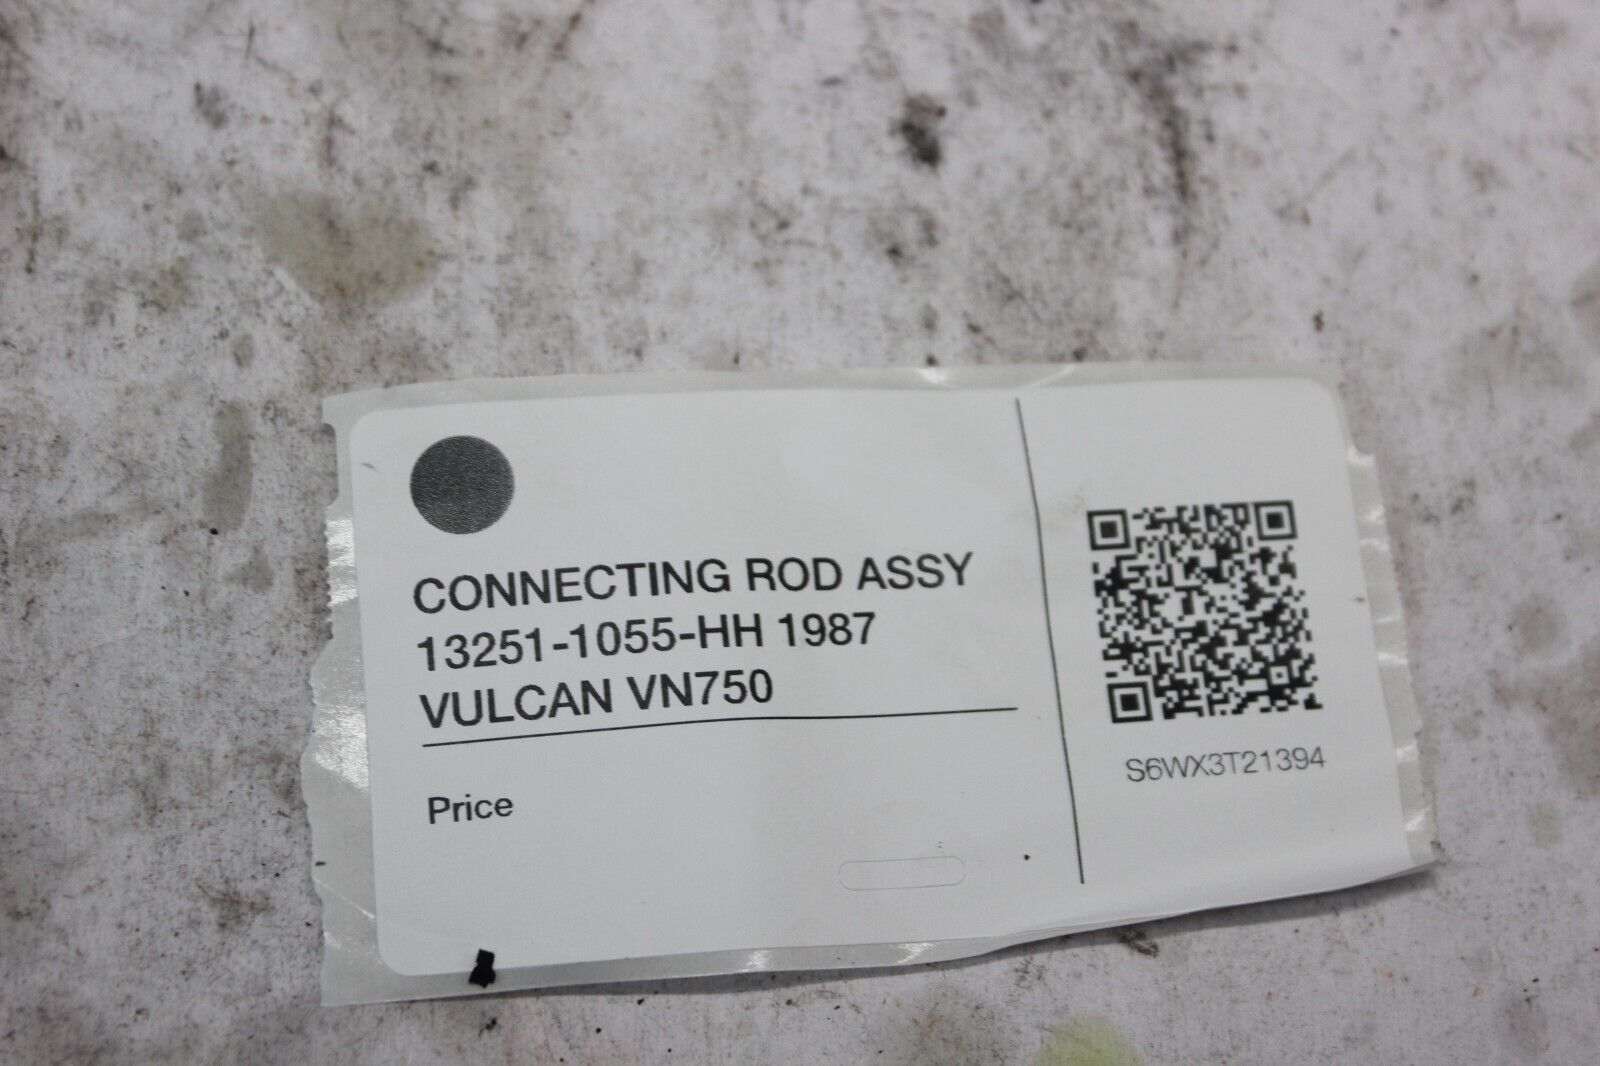 CONNECTING ROD ASSY
13251-1055-HH 1987
VULCAN VN750
Price
S6WX3T21394